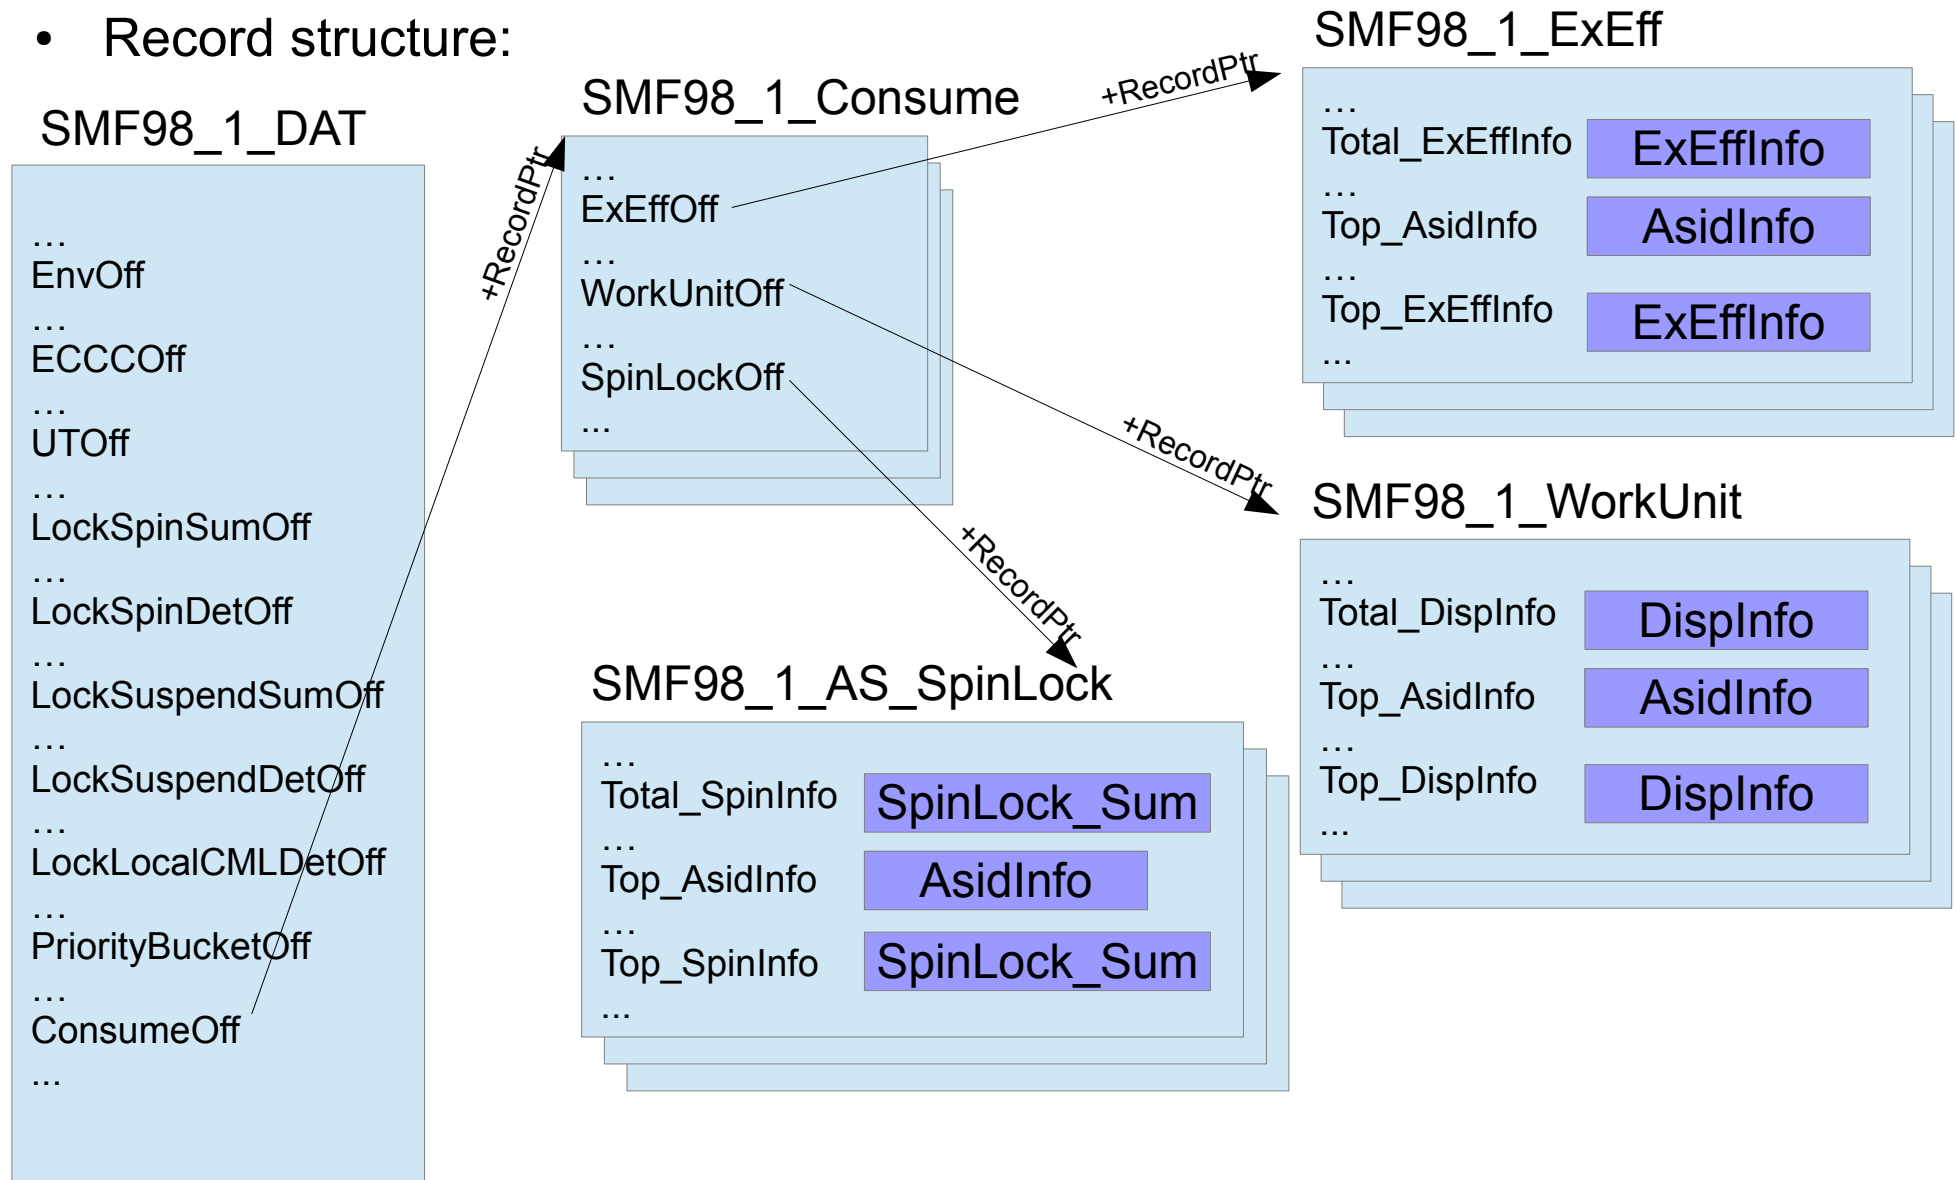 • Record structure:
SMF98_1_DAT
...
EnvOff
...
ECCCOff
...
UTOff
...
LockSpinSumOff
...
LockSpinDetOff
...
LockSuspendSumOff
...
LockSuspendDetOff
...
LockLocalCMLDetOff
...
PriorityBucketOff
...
ConsumeOff
...
+RecordPtr
SMF98_1_Consume
...
ExEffOff
...
WorkUnitOff
...
SpinLockOff
...
+RecordPtr
+RecordPtr
+RecordPtr
SMF98_1_ExEff
...
Total_ExEffInfo ExEffInfo
...
Top_AsidInfo AsidInfo
...
Top_ExEffInfo ExEffInfo
...
SMF98_1_WorkUnit
...
Total_DispInfo DispInfo
...
Top_AsidInfo AsidInfo
...
Top_DispInfo DispInfo
...
SMF98_1_AS_SpinLock
...
Total_SpinInfo SpinLock_Sum
...
Top_AsidInfo AsidInfo
...
Top_SpinInfo SpinLock_Sum
...